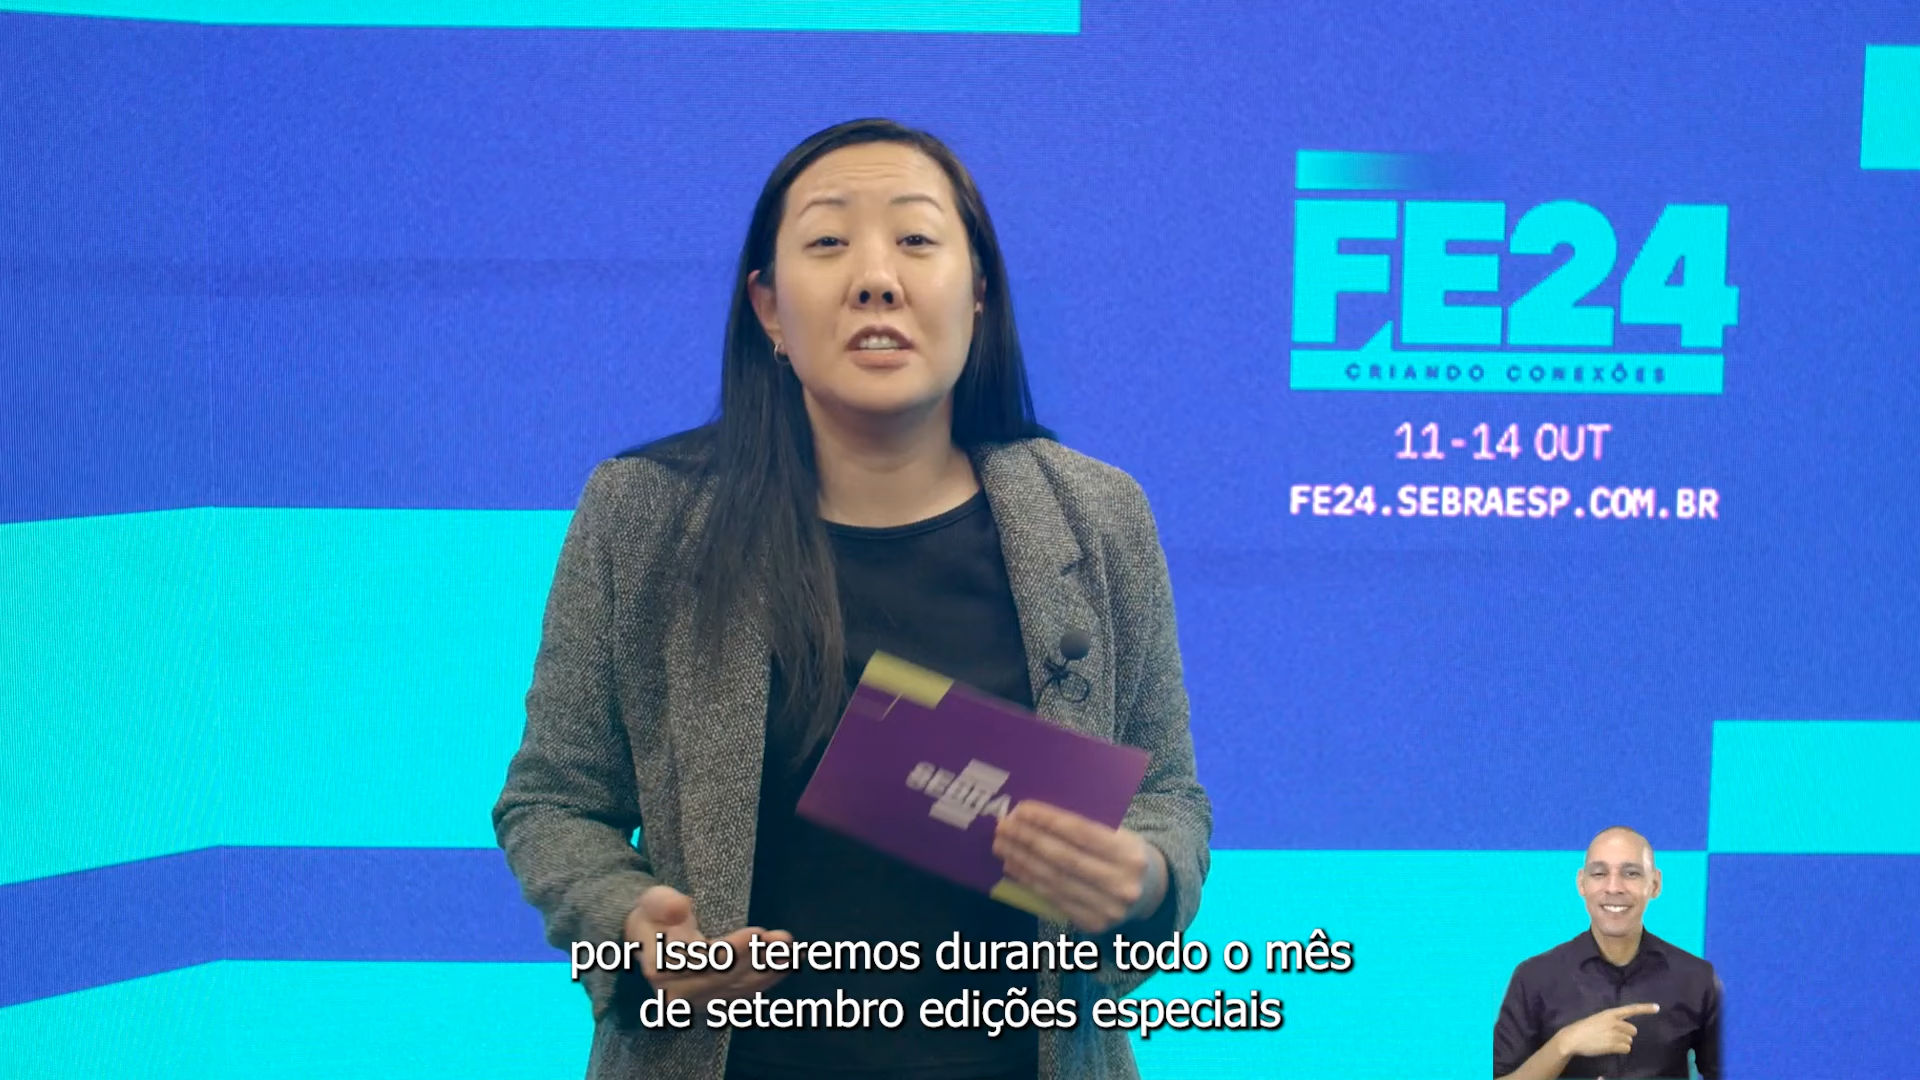 FE24
CRIANDO CONEXÕES
11-14 OUT
FE24.SEBRAESP.COM.BR
SEBRA
por isso teremos durante todo o mês
de setembro edições especiais